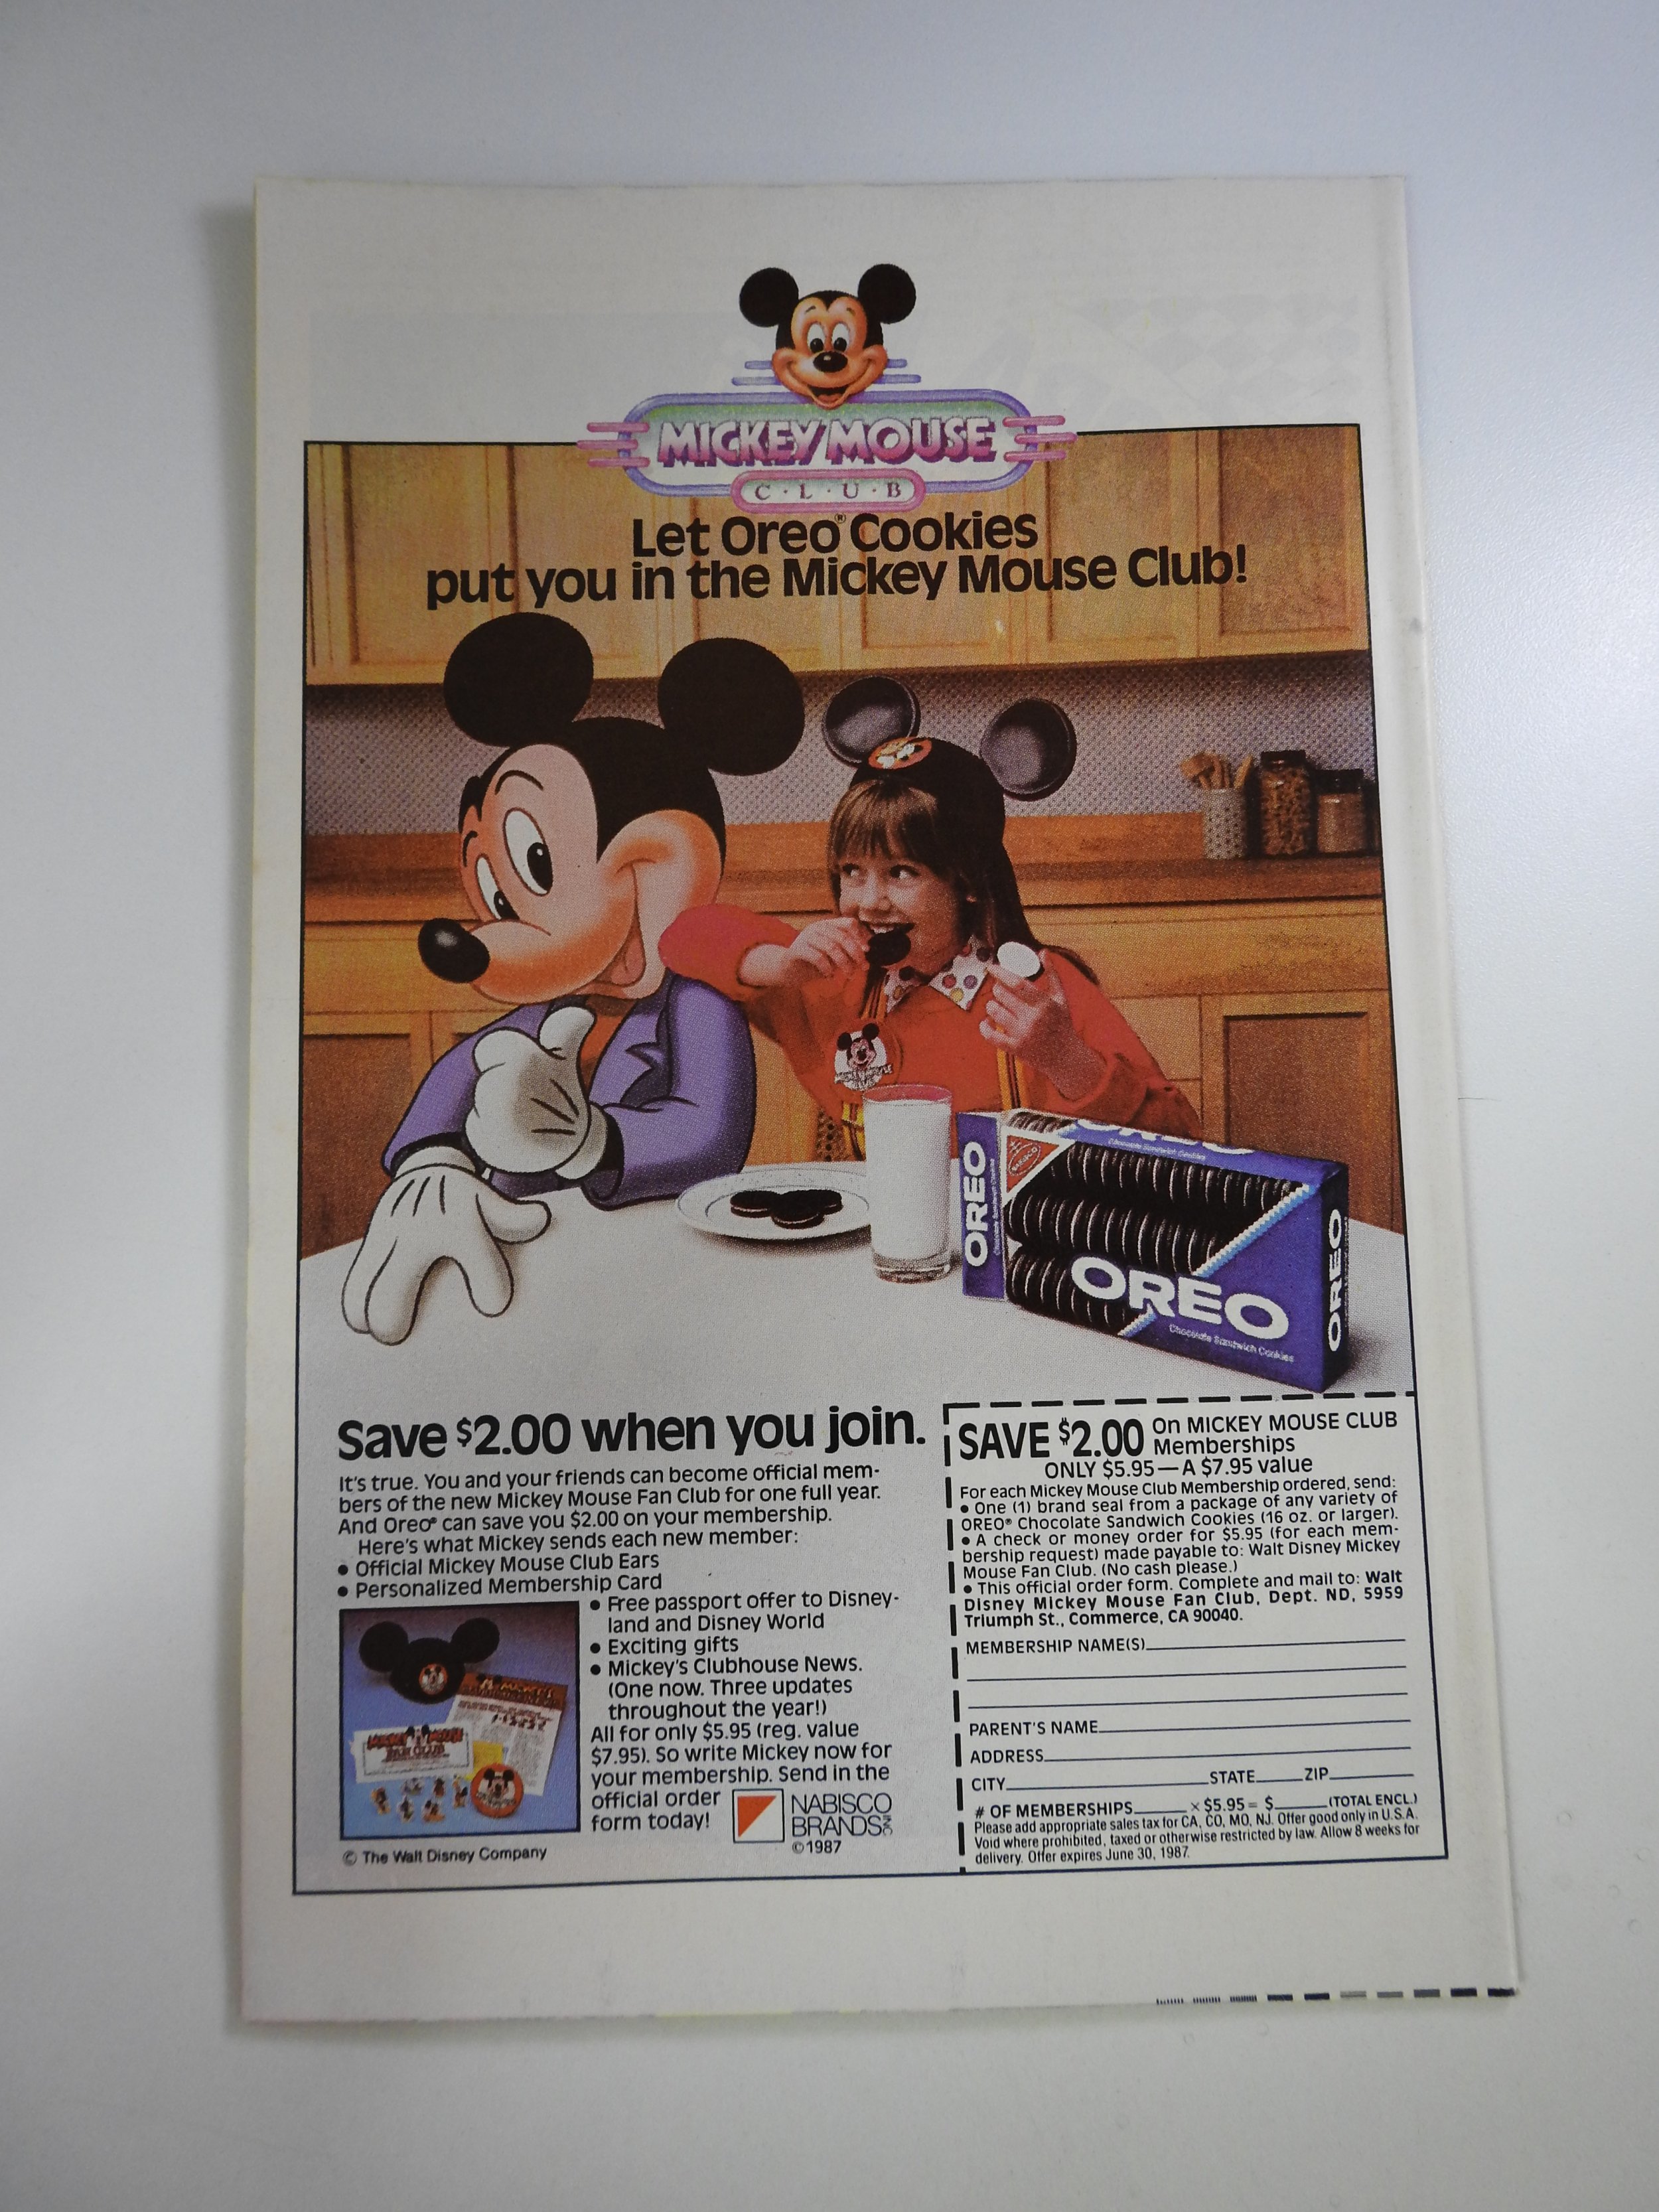 MICKEY MOUSE
C·L·U·B
Let Oreo® Cookies
put you in the Mickey Mouse Club!
OREO
Chocolate Sandwich Cookies
NABISCO
Chocolate Sandwich Cookies
OREO
Chocolate Sandwich Cookies
OREO
Save $2.00 when you join.
It's true. You and your friends can become official mem-
bers of the new Mickey Mouse Fan Club for one full year.
And Oreo® can save you $2.00 on your membership.
Here's what Mickey sends each new member:
• Official Mickey Mouse Club Ears
• Personalized Membership Card
• Free passport offer to Disney-
land and Disney World
• Exciting gifts
• Mickey's Clubhouse News.
(One now. Three updates
throughout the year!)
All for only $5.95 (reg. value
$7.95). So write Mickey now for
your membership. Send in the
official order
form today!
MICKEY MOUSE
FAN CLUB
NABISCO
BRANDS INC
©1987
© The Walt Disney Company
SAVE $2.00 On MICKEY MOUSE CLUB
Memberships
ONLY $5.95—A $7.95 value
For each Mickey Mouse Club Membership ordered, send:
• One (1) brand seal from a package of any variety of
OREO® Chocolate Sandwich Cookies (16 oz. or larger).
• A check or money order for $5.95 (for each mem-
bership request) made payable to: Walt Disney Mickey
Mouse Fan Club. (No cash please.)
• This official order form. Complete and mail to: Walt
Disney Mickey Mouse Fan Club, Dept. ND, 5959
Triumph St., Commerce, CA 90040.
MEMBERSHIP NAME(S)
PARENT'S NAME
ADDRESS
CITY STATE ZIP
# OF MEMBERSHIPS x $5.95 = $ (TOTAL ENCL.)
Please add appropriate sales tax for CA, CO, MO, NJ. Offer good only in U.S.A.
Void where prohibited, taxed or otherwise restricted by law. Allow 8 weeks for
delivery. Offer expires June 30, 1987.